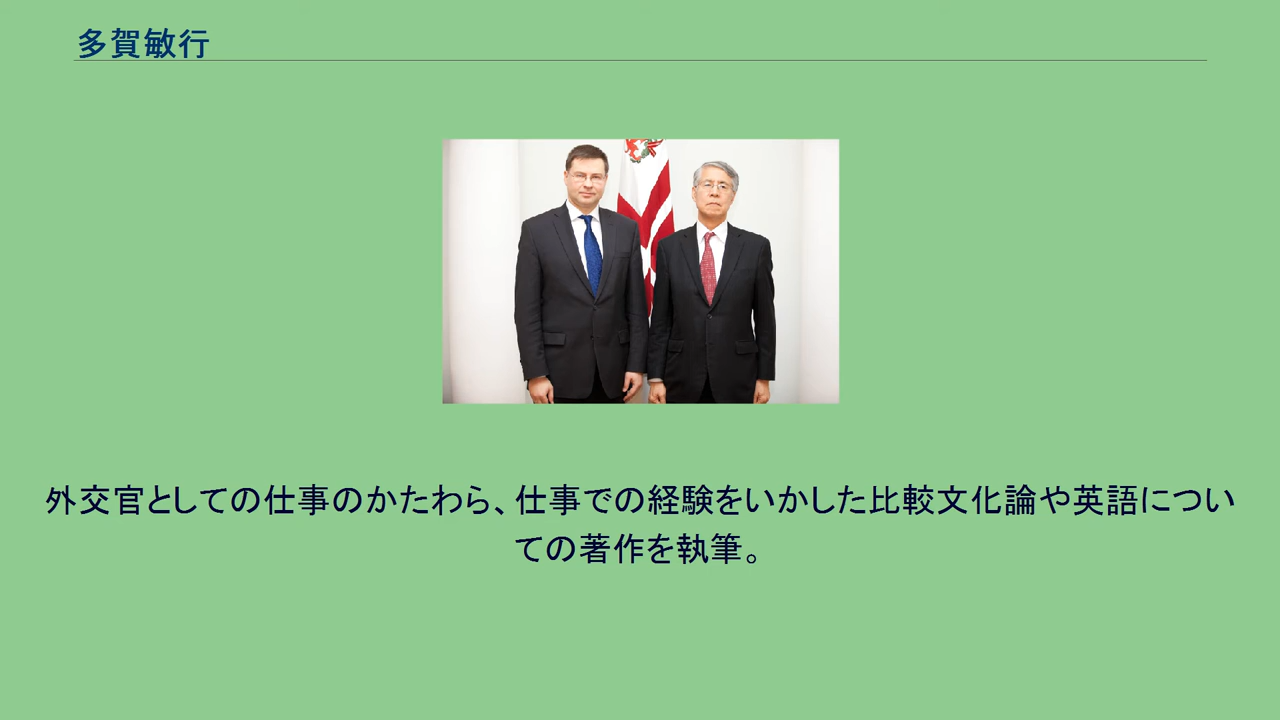 多賀敏行
外交官としての仕事のかたわら、仕事での経験をいかした比較文化論や英語につい
ての著作を執筆。